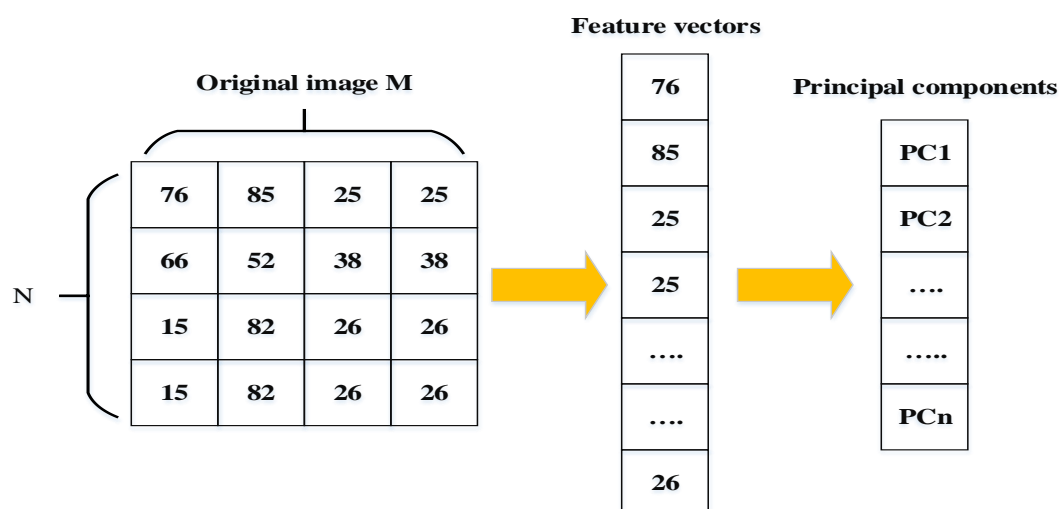 Feature vectors
Original image M
Principal components
N
76 85 25 25
66 52 38 38
15 82 26 26
15 82 26 26
76
85
25
25
....
....
26
PC1
PC2
....
.....
PCn